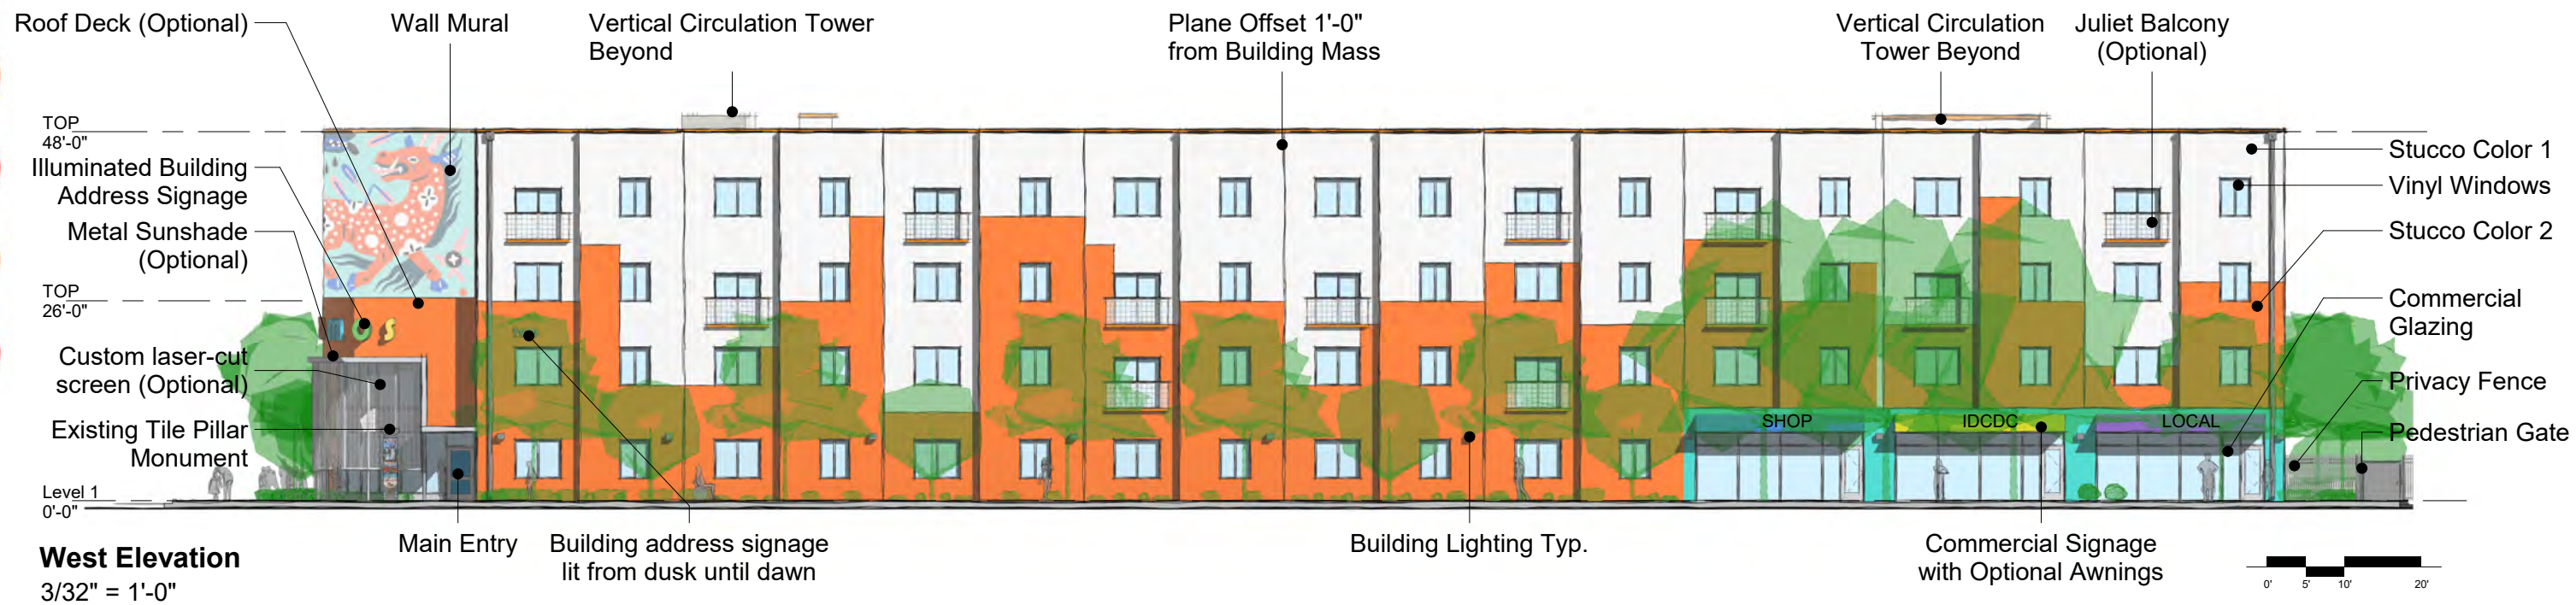 Roof Deck (Optional)
Wall Mural
Vertical Circulation Tower
Beyond
Plane Offset 1'-0"
from Building Mass
Vertical Circulation
Tower Beyond
Juliet Balcony
(Optional)
TOP
48'-0"
Illuminated Building
Address Signage
Metal Sunshade
(Optional)
TOP
26'-0"
Custom laser-cut
screen (Optional)
Existing Tile Pillar
Monument
Level 1
0'-0"
Stucco Color 1
Vinyl Windows
Stucco Color 2
Commercial
Glazing
Privacy Fence
Pedestrian Gate
SHOP
IDCDC
LOCAL
Main Entry
Building address signage
lit from dusk until dawn
Building Lighting Typ.
Commercial Signage
with Optional Awnings
West Elevation
3/32" = 1'-0"
0' 5' 10' 20'